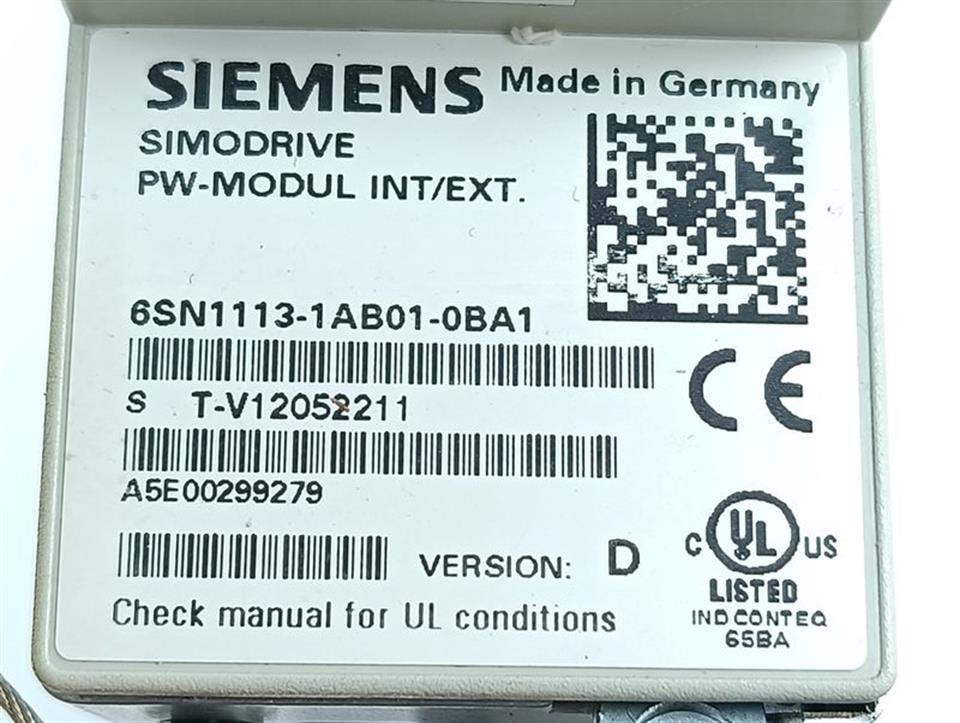 SIEMENS Made in Germany
SIMODRIVE
PW-MODUL INT/EXT.
6SN1113-1AB01-0BA1
S T-V12052211
A5E00299279
VERSION: D
Check manual for UL conditions
CE
C UL US
LISTED
IND CONT EQ
65BA